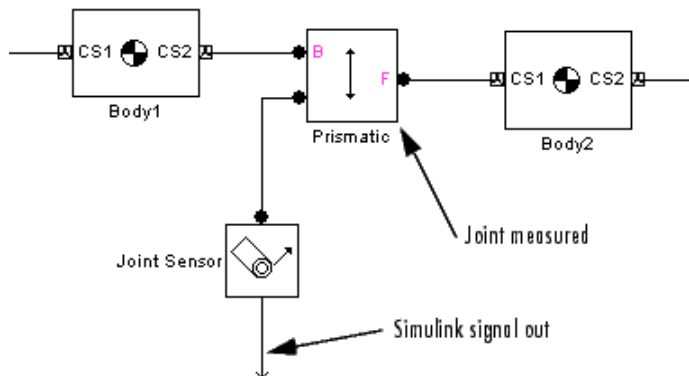 CS1 CS2
B
F
CS1 CS2
Body1
Prismatic
Body2
Joint measured
Joint Sensor
Simulink signal out